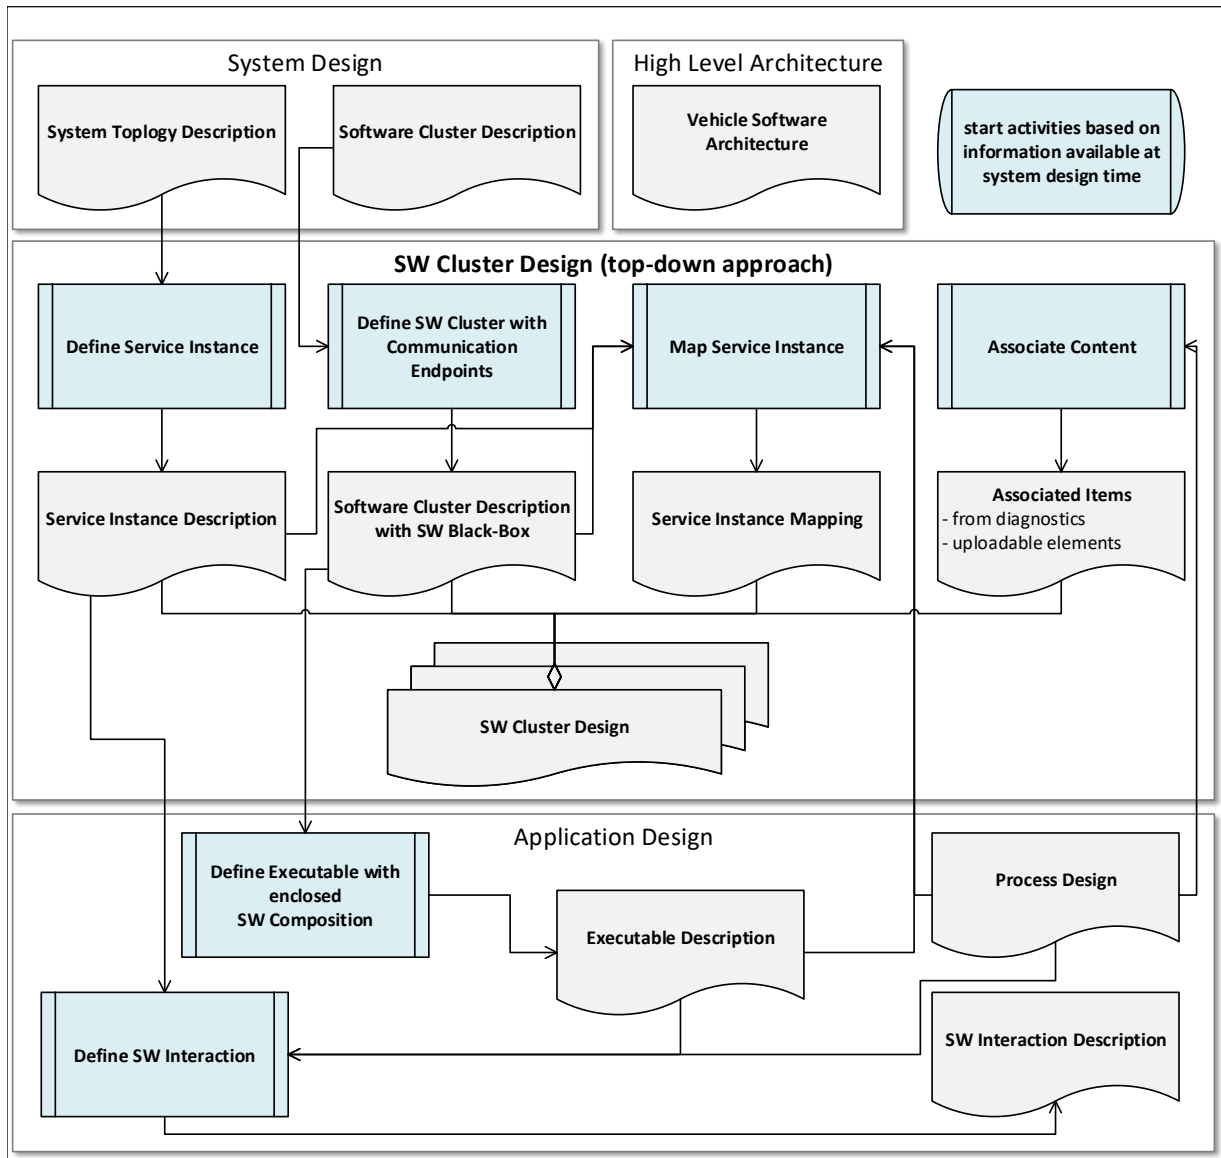 System Design
High Level Architecture
System Toplogy Description
Software Cluster Description
Vehicle Software
Architecture
start activities based on
information available at
system design time
SW Cluster Design (top-down approach)
Define Service Instance
Define SW Cluster with
Communication
Endpoints
Map Service Instance
Associate Content
Service Instance Description
Software Cluster Description
with SW Black-Box
Service Instance Mapping
Associated Items
- from diagnostics
- uploadable elements
SW Cluster Design
Application Design
Define Executable with
enclosed
SW Composition
Executable Description
Process Design
Define SW Interaction
SW Interaction Description